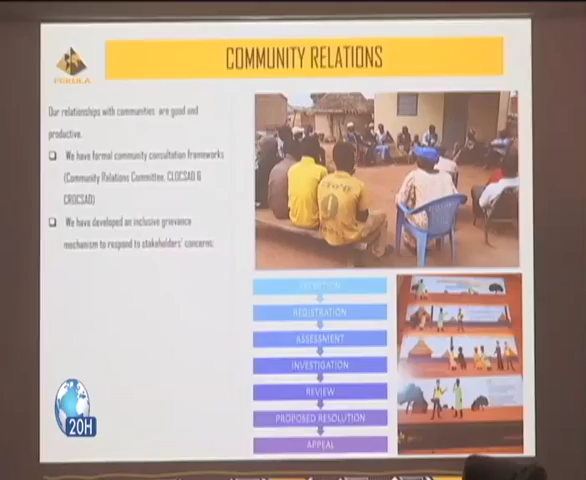 COMMUNITY RELATIONS
FEKOLA
Our relationships with communities are good and
productive.
We have formal community consultation frameworks
(Community Relations Committee, CLOCSAD &
CROCSAD)
We have developed an inclusive grievance
mechanism to respond to stakeholders' concerns;
REGISTRATION
ASSESSMENT
INVESTIGATION
REVIEW
PROPOSED RESOLUTION
APPEAL
20H